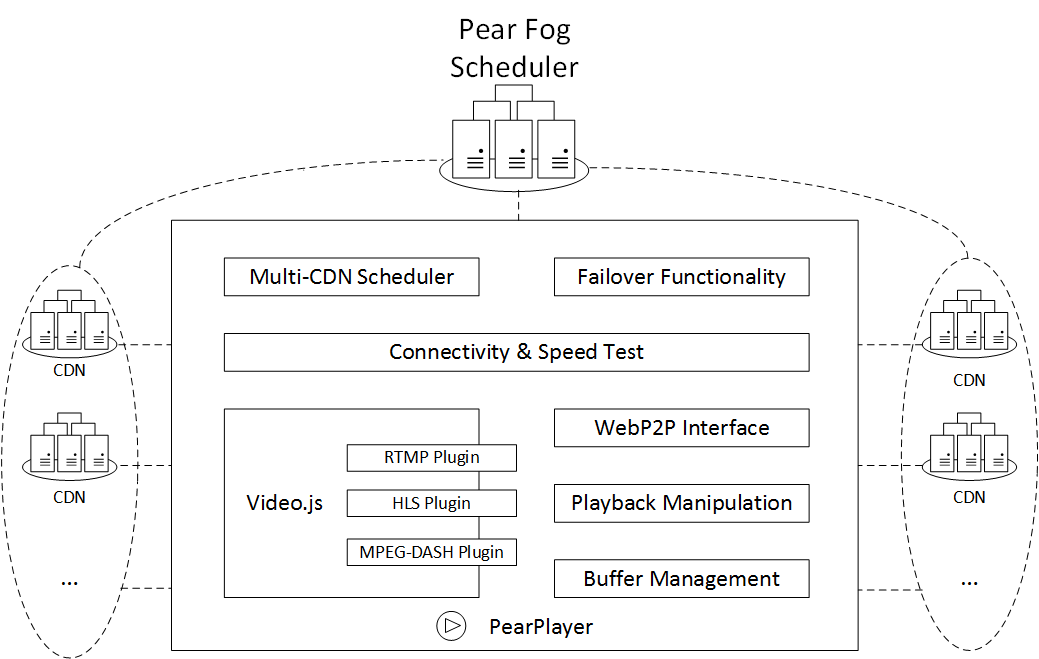 Pear Fog
Scheduler
Multi-CDN Scheduler
Failover Functionality
Connectivity & Speed Test
CDN
CDN
WebP2P Interface
RTMP Plugin
Video.js
HLS Plugin
Playback Manipulation
CDN
CDN
MPEG-DASH Plugin
Buffer Management
...
...
PearPlayer